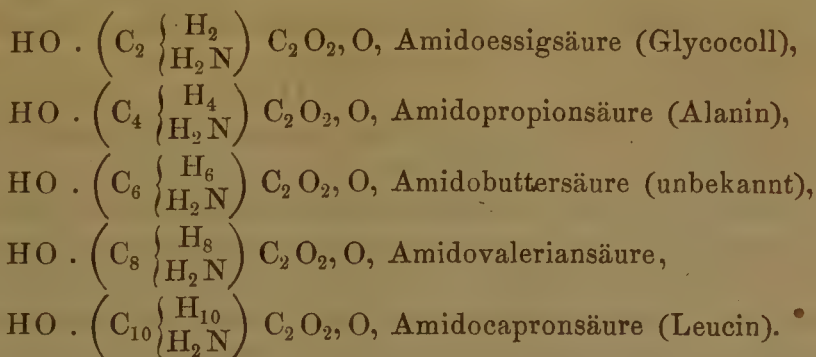 HO . (C₂ {H₂ H₂N) C₂O₂, O, Amidoessigsäure (Glycocoll),
HO . (C₄ {H₄ H₂N) C₂O₂, O, Amidopropionsäure (Alanin),
HO . (C₆ {H₆ H₂N) C₂O₂, O, Amidobuttersäure (unbekannt),
HO . (C₈ {H₈ H₂N) C₂O₂, O, Amidovaleriansäure,
HO . (C₁₀ {H₁₀ H₂N) C₂O₂, O, Amidocapronsäure (Leucin).